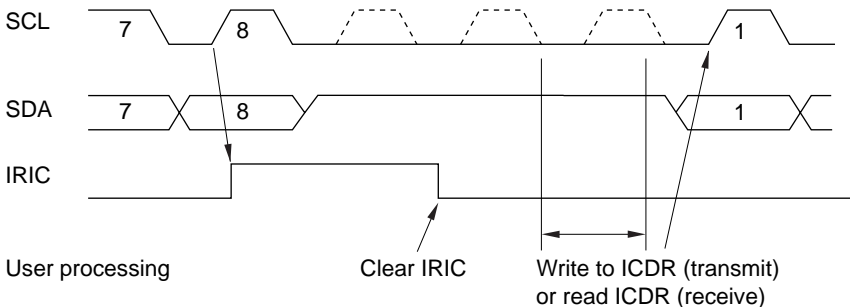 SCL
7 8 1
SDA
7 8 1
IRIC
User processing Clear IRIC Write to ICDR (transmit)
or read ICDR (receive)